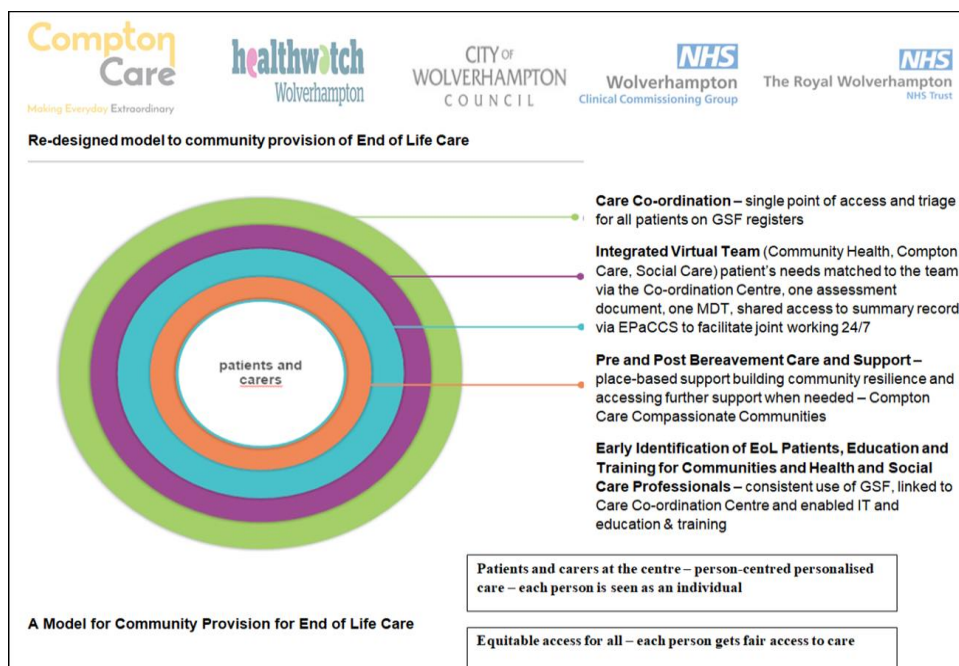 Compton
Care
Making Everyday Extraordinary
healthwatch
Wolverhampton
CITY OF
WOLVERHAMPTON
COUNCIL
NHS
Wolverhampton
Clinical Commissioning Group
NHS
The Royal Wolverhampton
NHS Trust
Re-designed model to community provision of End of Life Care
patients and
carers
Care Co-ordination – single point of access and triage
for all patients on GSF registers
Integrated Virtual Team (Community Health, Compton
Care, Social Care) patient's needs matched to the team
via the Co-ordination Centre, one assessment
document, one MDT, shared access to summary record
via EPaCCS to facilitate joint working 24/7
Pre and Post Bereavement Care and Support –
place-based support building community resilience and
accessing further support when needed – Compton
Care Compassionate Communities
Early Identification of EoL Patients, Education and
Training for Communities and Health and Social
Care Professionals – consistent use of GSF, linked to
Care Co-ordination Centre and enabled IT and
education & training
Patients and carers at the centre – person-centred personalised
care – each person is seen as an individual
A Model for Community Provision for End of Life Care
Equitable access for all – each person gets fair access to care